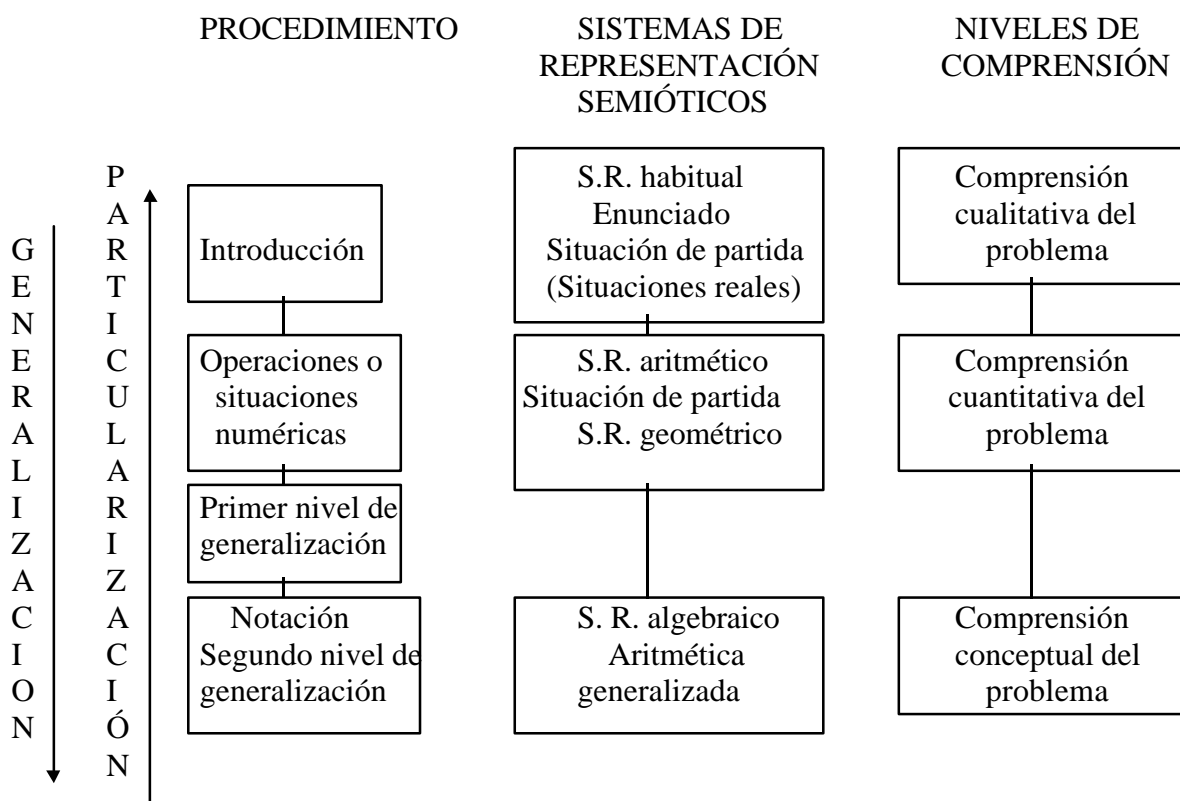 PROCEDIMIENTO
SISTEMAS DE
REPRESENTACIÓN
SEMIÓTICOS
NIVELES DE
COMPRENSIÓN
GENERALIZACION
PARTICULARIZACIÓN
Introducción
Operaciones o
situaciones
numéricas
Primer nivel de
generalización
Notación
Segundo nivel de
generalización
S.R. habitual
Enunciado
Situación de partida
(Situaciones reales)
S.R. aritmético
Situación de partida
S.R. geométrico
S. R. algebraico
Aritmética
generalizada
Comprensión
cualitativa del
problema
Comprensión
cuantitativa del
problema
Comprensión
conceptual del
problema